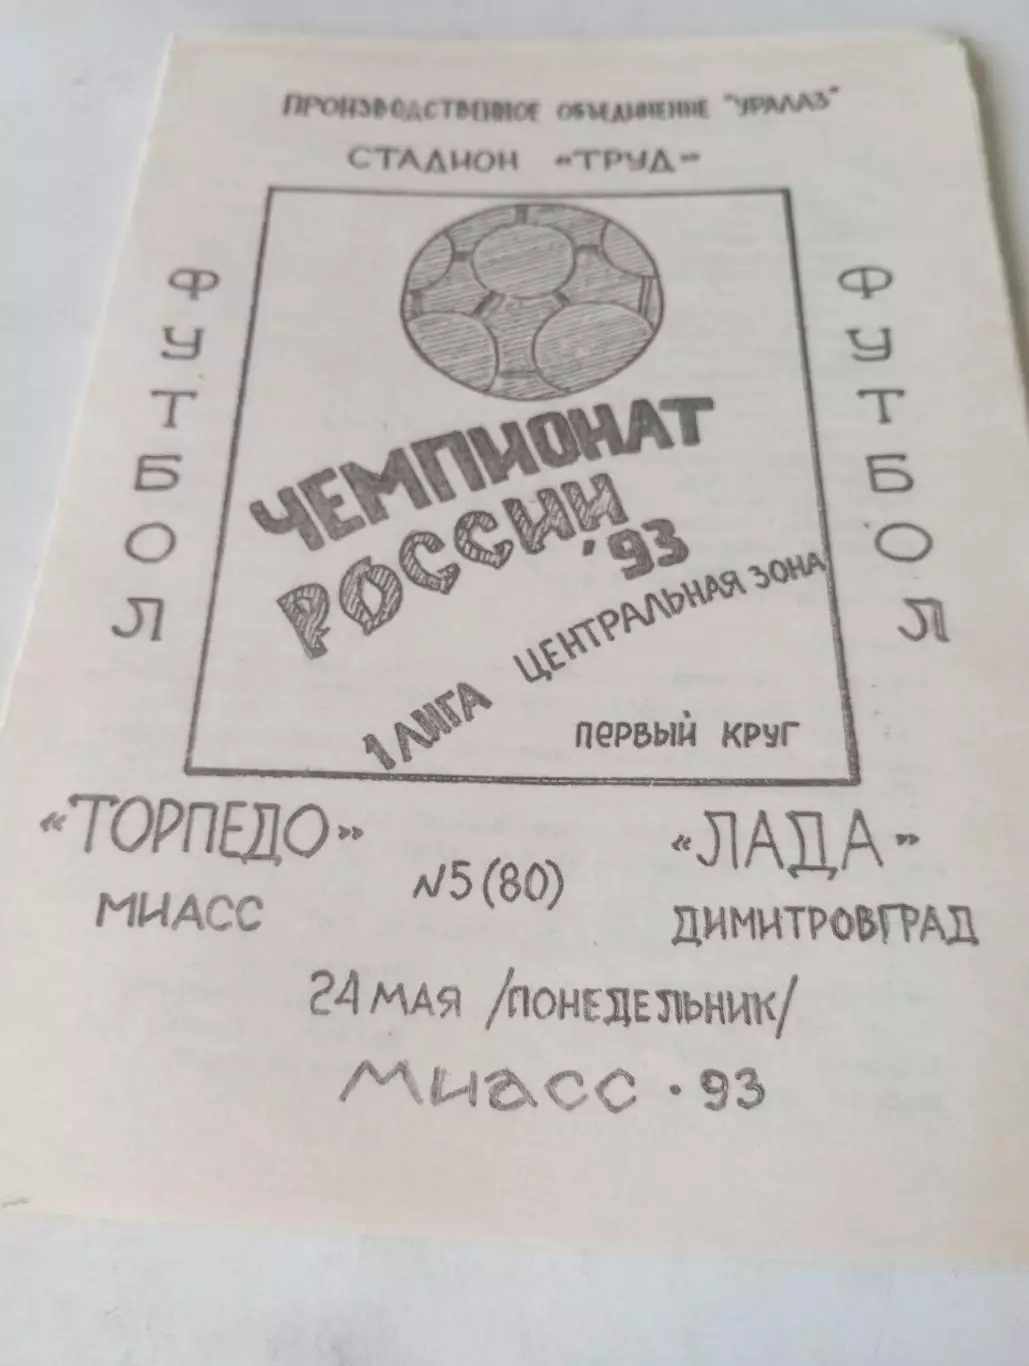 ПРОИЗВОДСТВЕННОЕ ОБЪЕДИНЕНИЕ "УРАЛАЗ"
СТАДИОН «ТРУД»
ФУТБОЛ
ЧЕМПИОНАТ
РОССИИ '93
1 ЛИГА ЦЕНТРАЛЬНАЯ ЗОНА
ПЕРВЫЙ КРУГ
ФУТБОЛ
«ТОРПЕДО» «ЛАДА»
МИАСС N5(80) ДИМИТРОВГРАД
24 МАЯ /ПОНЕДЕЛЬНИК/
Миасс • 93